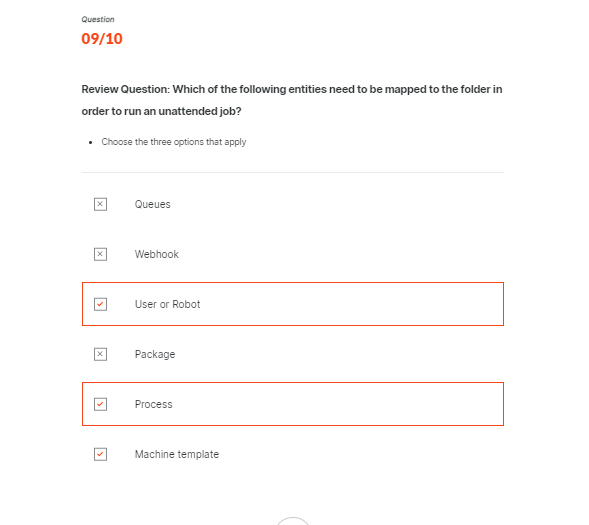 Question
09/10
Review Question: Which of the following entities need to be mapped to the folder in
order to run an unattended job?
• Choose the three options that apply
Queues
Webhook
User or Robot
Package
Process
Machine template